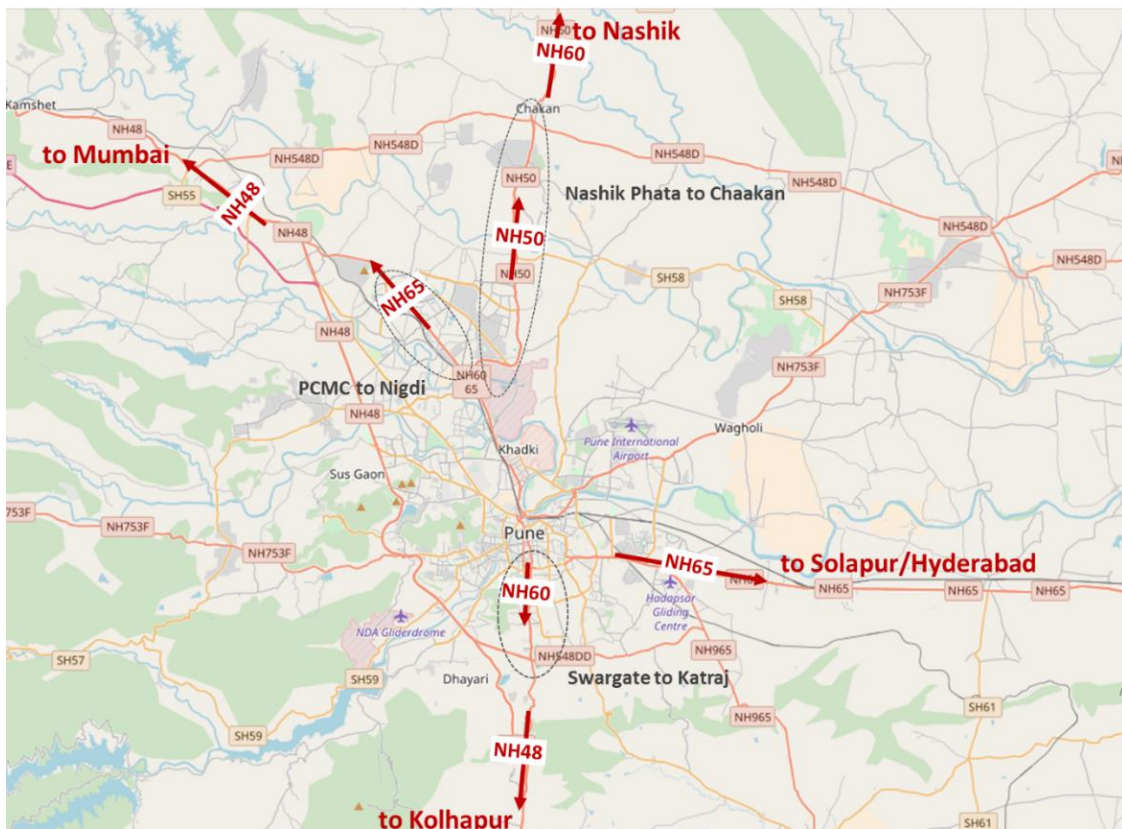 to Nashik
NH60
Kamshet
Chakan
NH48
to Mumbai
NH548D
NH548D
NH548D
NH50
Nashik Phata to Chaakan
NH548D
SH55
NH48
NH48
NH50
NH548D
NH50
NH65
SH58
SH58
NH548D
NH753F
NH48
NH753F
PCMC to Nigdi
NH60
65
NH48
Wagholi
Khadki
Pune International
Airport
Sus Gaon
NH753F
NH753F
Pune
NH753F
NH65
to Solapur/Hyderabad
NH60
NH65
NH65
NH65
Hadapsar
Gliding
Centre
NDA Gliderdrome
NH548DD
NH965
SH57
SH59
Dhayari
Swargate to Katraj
SH61
NH965
SH59
NH48
to Kolhapur
SH61